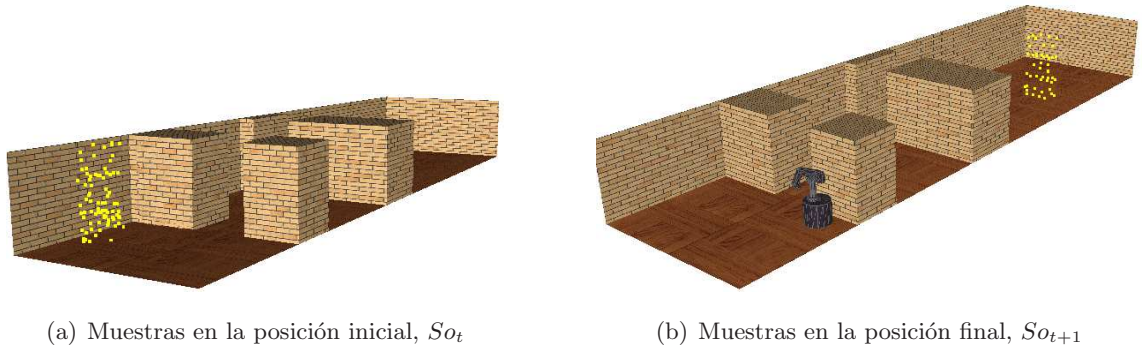 (a) Muestras en la posición inicial, So_t
(b) Muestras en la posición final, So_{t+1}